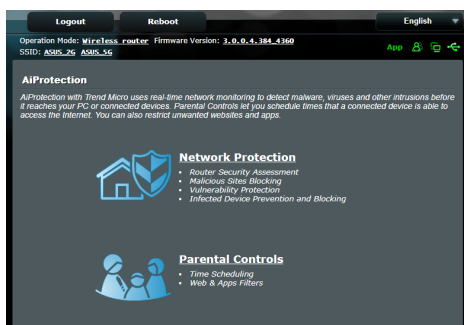 Logout Reboot English
Operation Mode: Wireless router Firmware Version: 3.0.0.4.384_4360
SSID: ASUS_2G ASUS_5G
App
AiProtection
AiProtection with Trend Micro uses real-time network monitoring to detect malware, viruses and other intrusions before
it reaches your PC or connected devices. Parental Controls let you schedule times that a connected device is able to
access the Internet. You can also restrict unwanted websites and apps.
Network Protection
• Router Security Assessment
• Malicious Sites Blocking
• Vulnerability Protection
• Infected Device Prevention and Blocking
Parental Controls
• Time Scheduling
• Web & Apps Filters